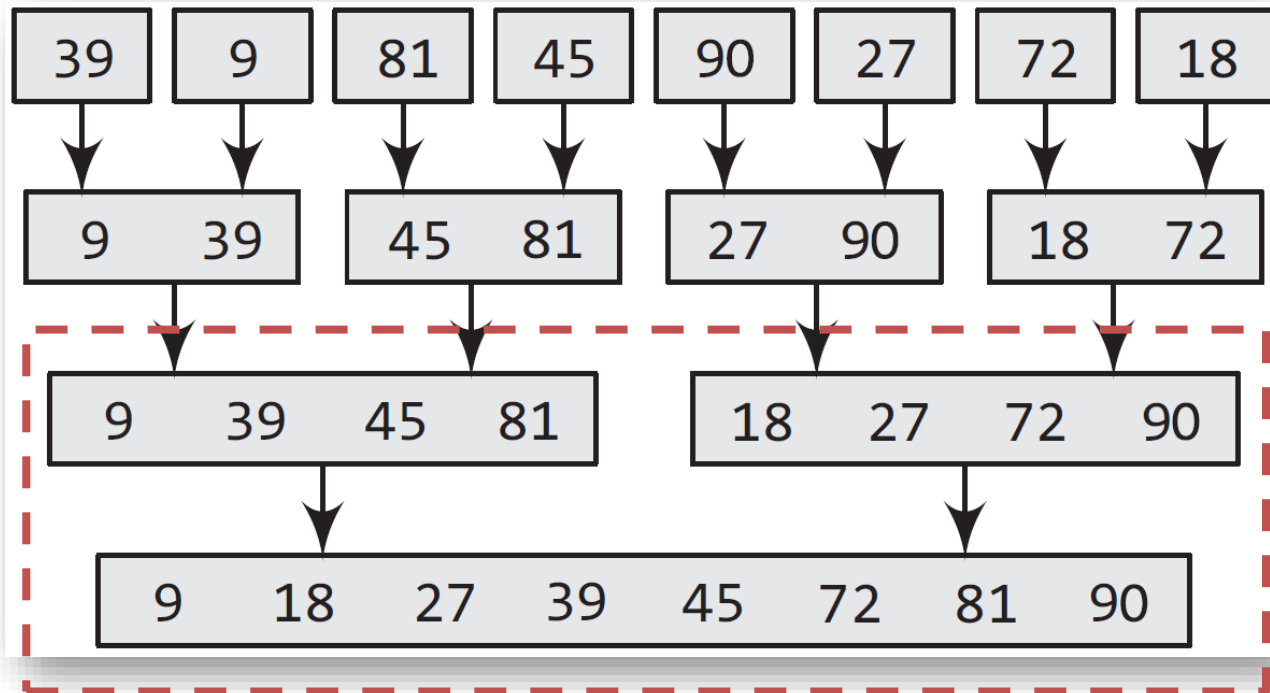 39 9 81 45 90 27 72 18
9 39 45 81 27 90 18 72
9 39 45 81 18 27 72 90
9 18 27 39 45 72 81 90